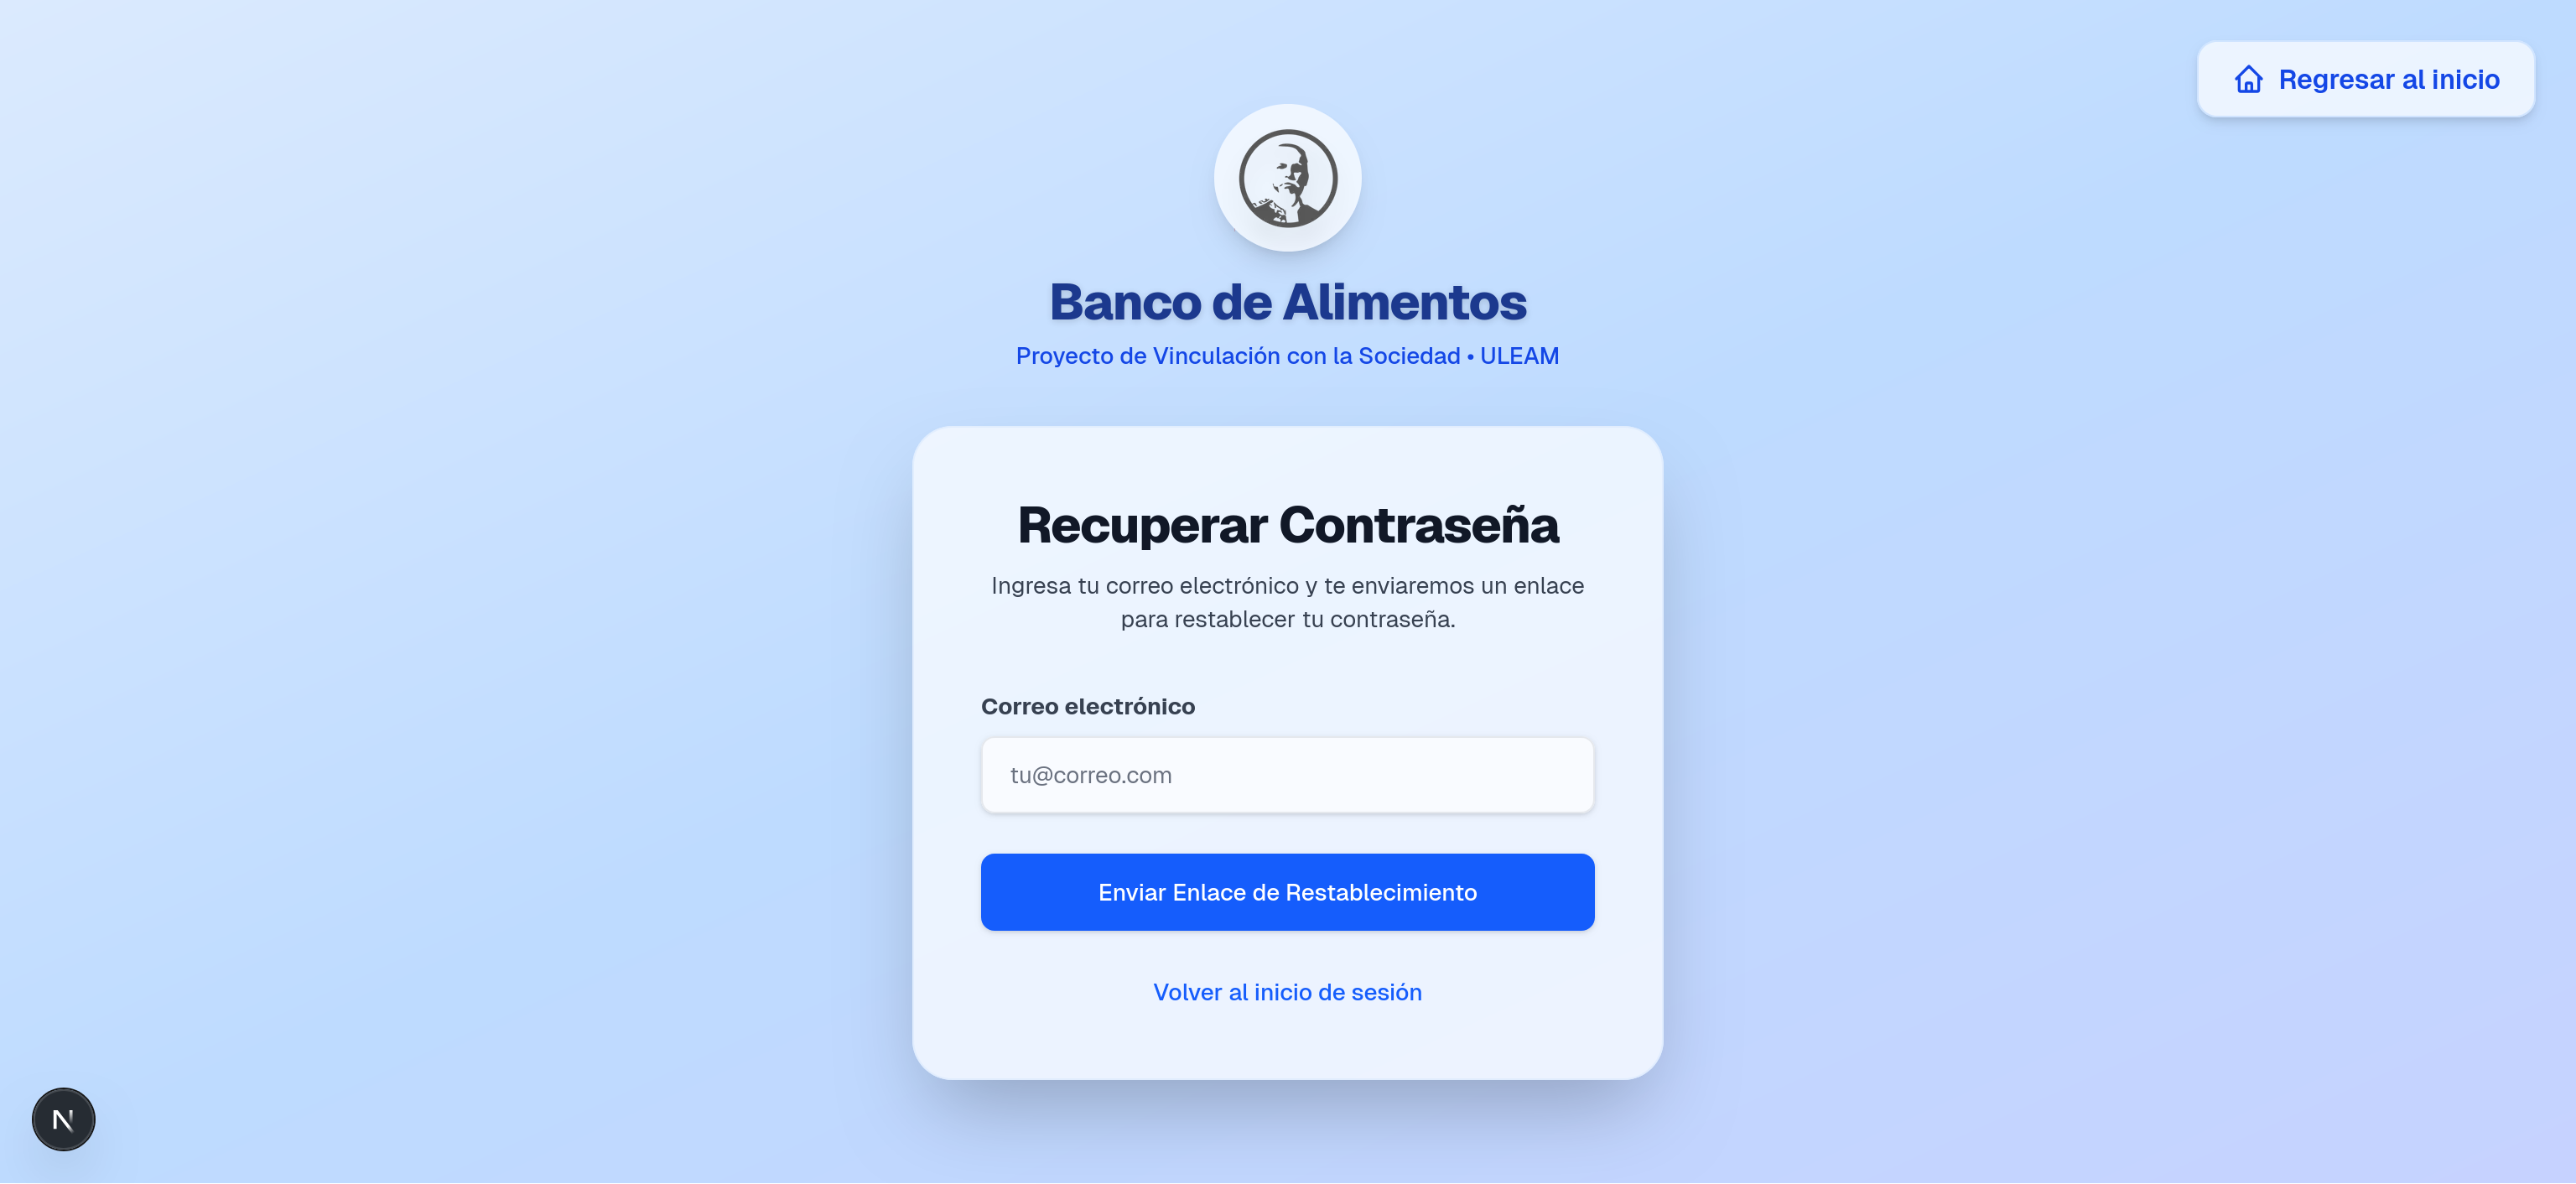 Regresar al inicio
Banco de Alimentos
Proyecto de Vinculación con la Sociedad • ULEAM
Recuperar Contraseña
Ingresa tu correo electrónico y te enviaremos un enlace
para restablecer tu contraseña.
Correo electrónico
tu@correo.com
Enviar Enlace de Restablecimiento
Volver al inicio de sesión
N